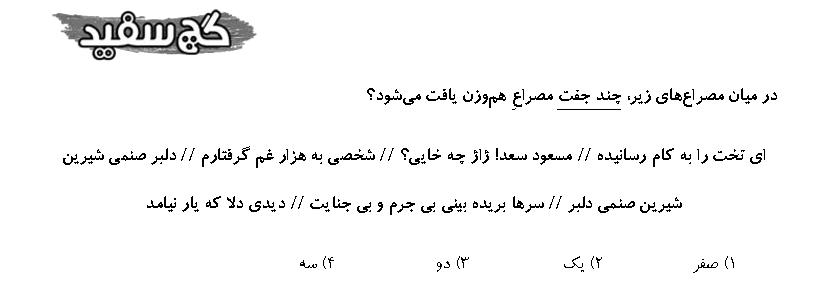 گچ سفید
در میان مصراع‌های زیر، چند جفت مصراعِ هم‌وزن یافت می‌شود؟
ای تخت را به کام رسانیده // مسعود سعد! ژاژ چه خایی؟ // شخصی به هزار غم گرفتارم // دلبر صنمی شیرین
شیرین صنمی دلبر // سرها بریده بینی بی جرم و بی جنایت // دیدی دلا که یار نیامد
۱) صفر ۲) یک ۳) دو ۴) سه